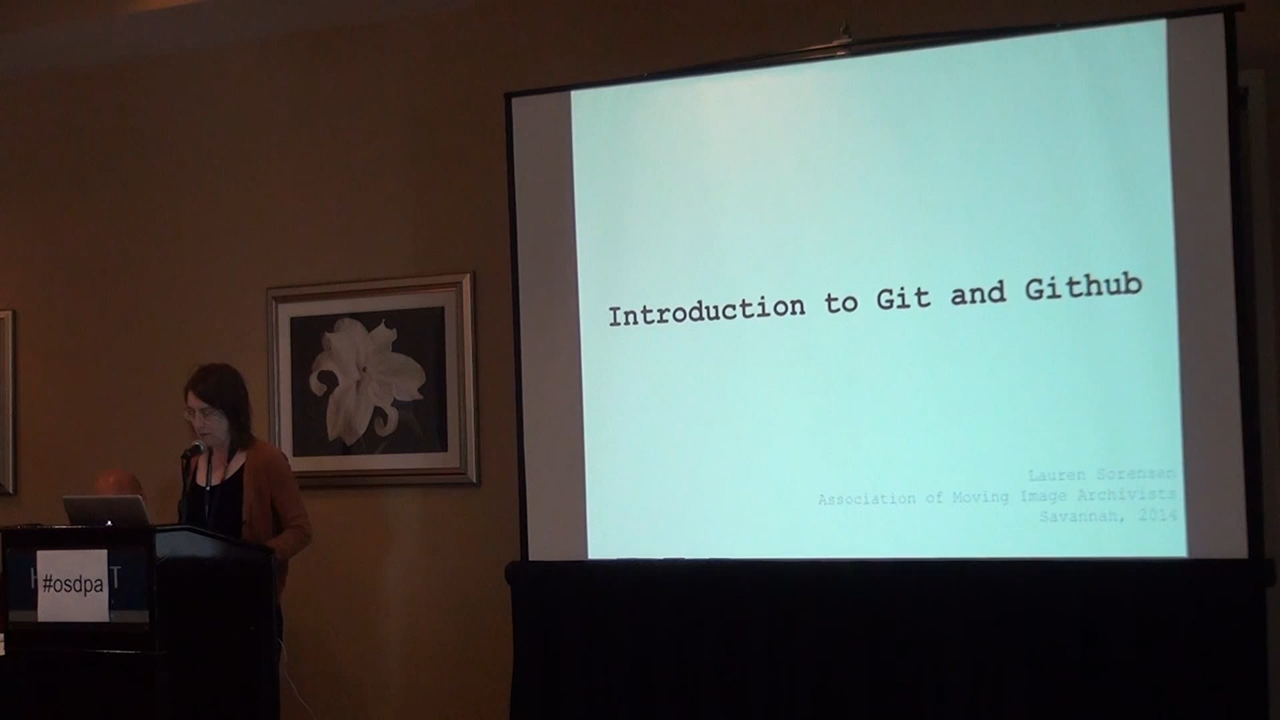 Introduction to Git and Github
Lauren Sorensen
Association of Moving Image Archivists
Savannah, 2014
#osdpa